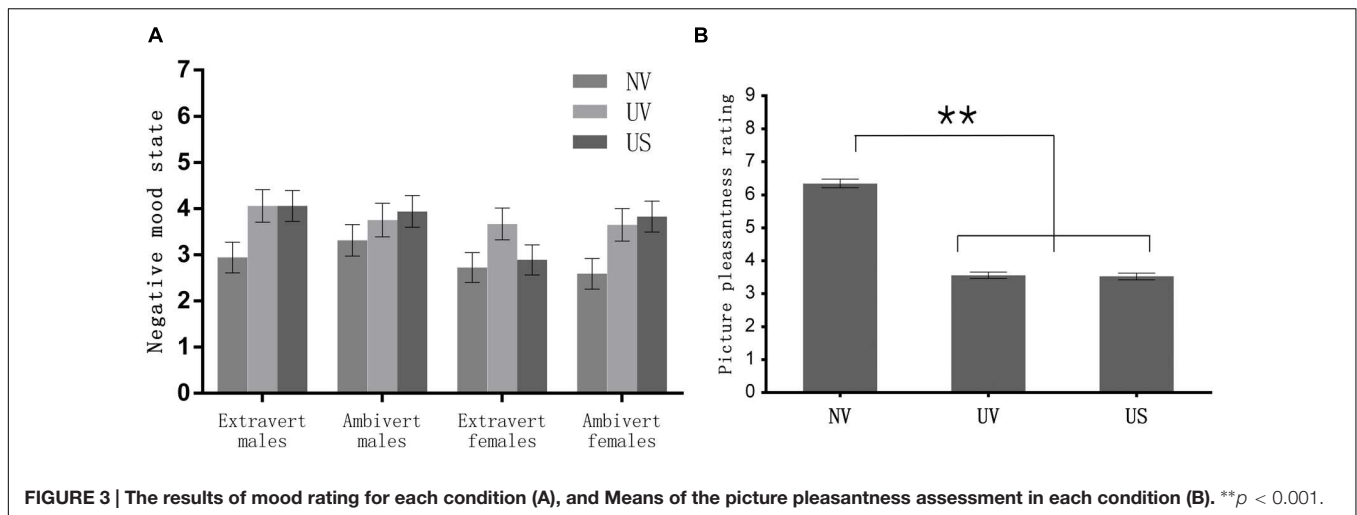 A
Negative mood state
7
6
5
4
3
2
1
0
NV
UV
US
Extravert
males
Ambivert
males
Extravert
females
Ambivert
females
B
Picture pleasantness rating
9
8
7
6
5
4
3
2
1
0
**
NV
UV
US
FIGURE 3 | The results of mood rating for each condition (A), and Means of the picture pleasantness assessment in each condition (B). **p < 0.001.